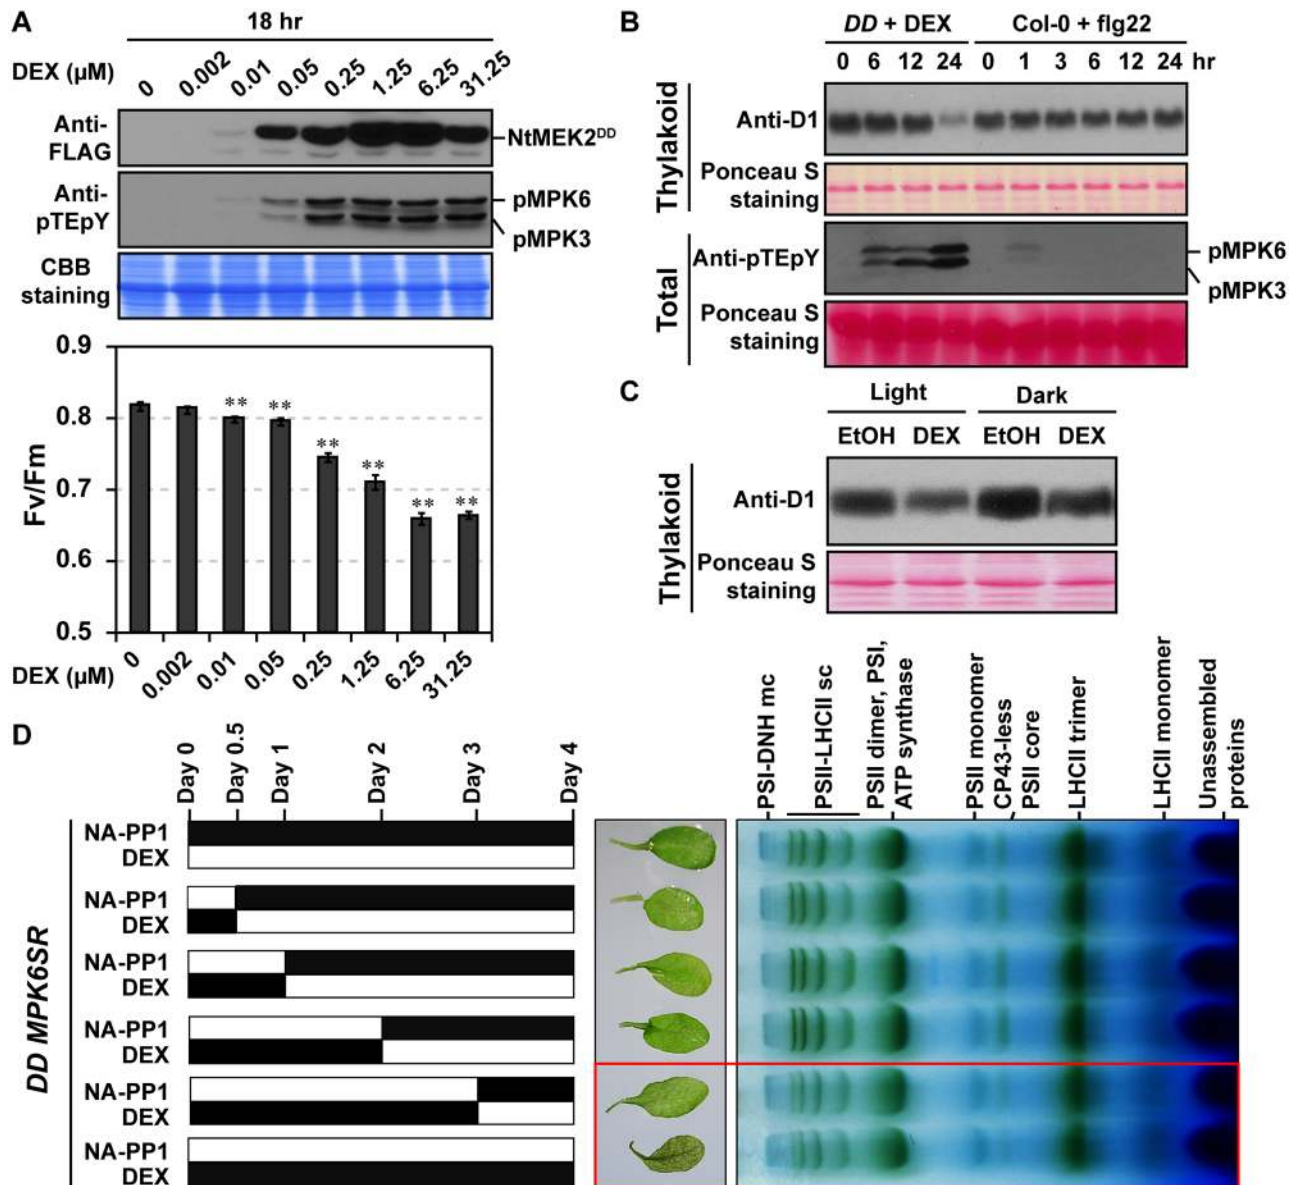 A
18 hr
DEX (µM)
0 0.002 0.01 0.05 0.25 1.25 6.25 31.25
Anti-
FLAG
NtMEK2DD
Anti-
pTEpY
pMPK6
pMPK3
CBB
staining
0.9
0.8
0.7
0.6
0.5
Fv/Fm
** ** ** ** ** **
DEX (µM)
0 0.002 0.01 0.05 0.25 1.25 6.25 31.25
B
DD + DEX Col-0 + flg22
0 6 12 24 0 1 3 6 12 24 hr
Thylakoid
Anti-D1
Ponceau S
staining
Total
Anti-pTEpY
pMPK6
pMPK3
Ponceau S
staining
C
Light Dark
EtOH DEX EtOH DEX
Thylakoid
Anti-D1
Ponceau S
staining
D
Day 0
Day 0.5
Day 1
Day 2
Day 3
Day 4
PSI-DNH mc
PSII-LHCII sc
PSII dimer, PSI,
ATP synthase
PSII monomer
CP43-less
PSII core
LHCII trimer
LHCII monomer
Unassembled
proteins
DD MPK6SR
NA-PP1
DEX
NA-PP1
DEX
NA-PP1
DEX
NA-PP1
DEX
NA-PP1
DEX
NA-PP1
DEX